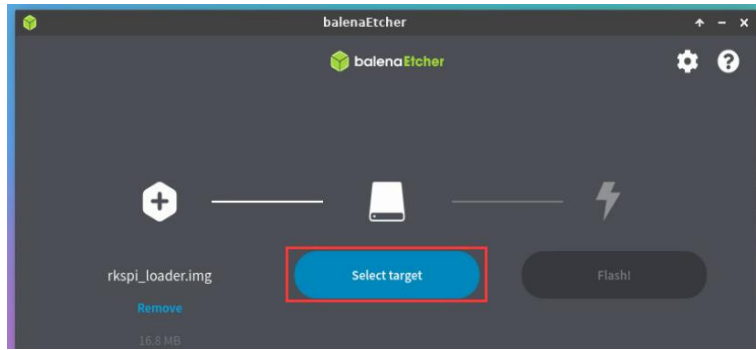 balenaEtcher
balenaEtcher
rkspi_loader.img
Select target
Flash!
Remove
16.8 MB